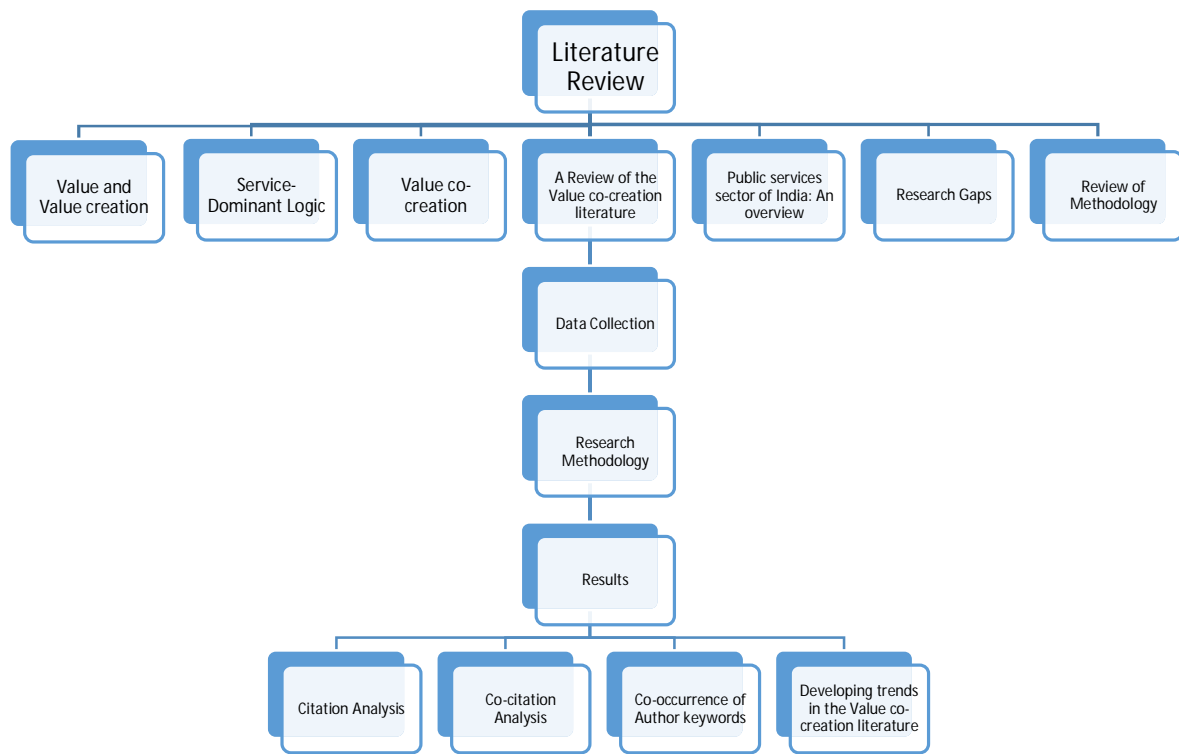 Literature
Review
Value and
Value creation
Service-
Dominant Logic
Value co-
creation
A Review of the
Value co-creation
literature
Public services
sector of India: An
overview
Research Gaps
Review of
Methodology
Data Collection
Research
Methodology
Results
Citation Analysis
Co-citation
Analysis
Co-occurrence of
Author keywords
Developing trends
in the Value co-
creation literature